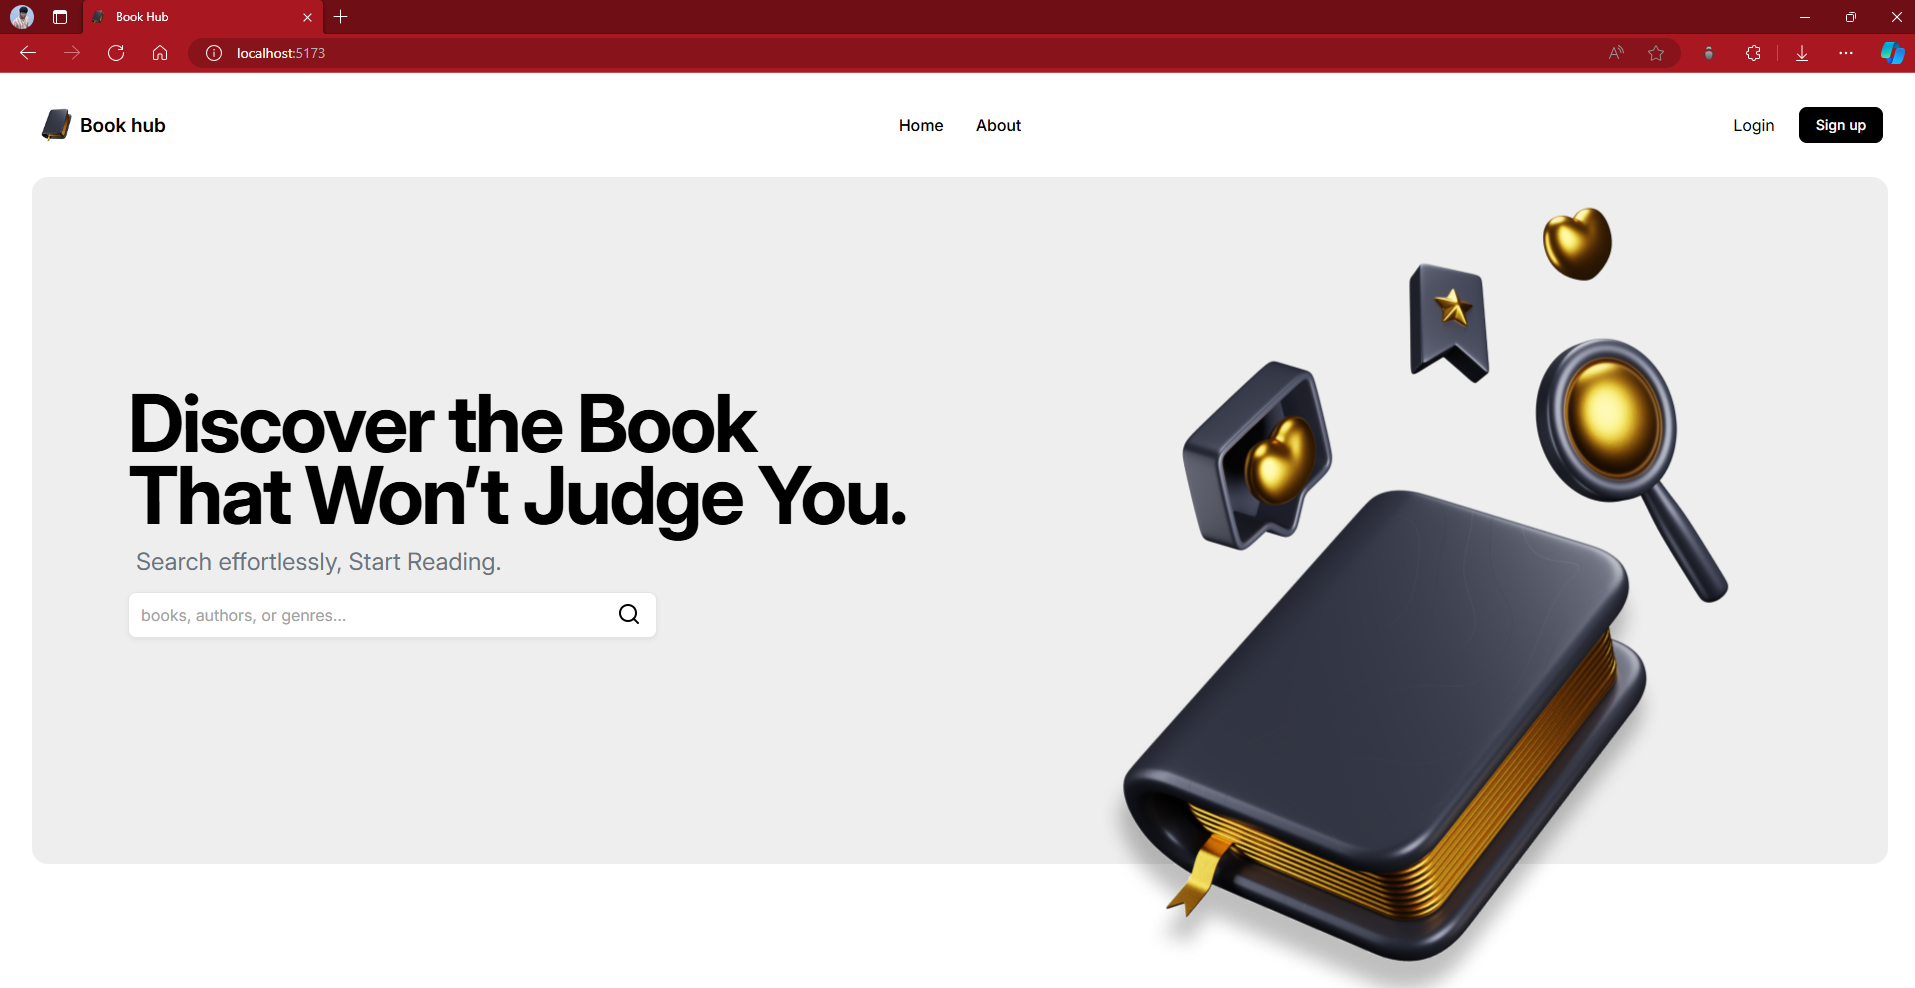 Book Hub
localhost:5173
Book hub
Home
About
Login
Sign up
Discover the Book
That Won’t Judge You.
Search effortlessly, Start Reading.
books, authors, or genres...